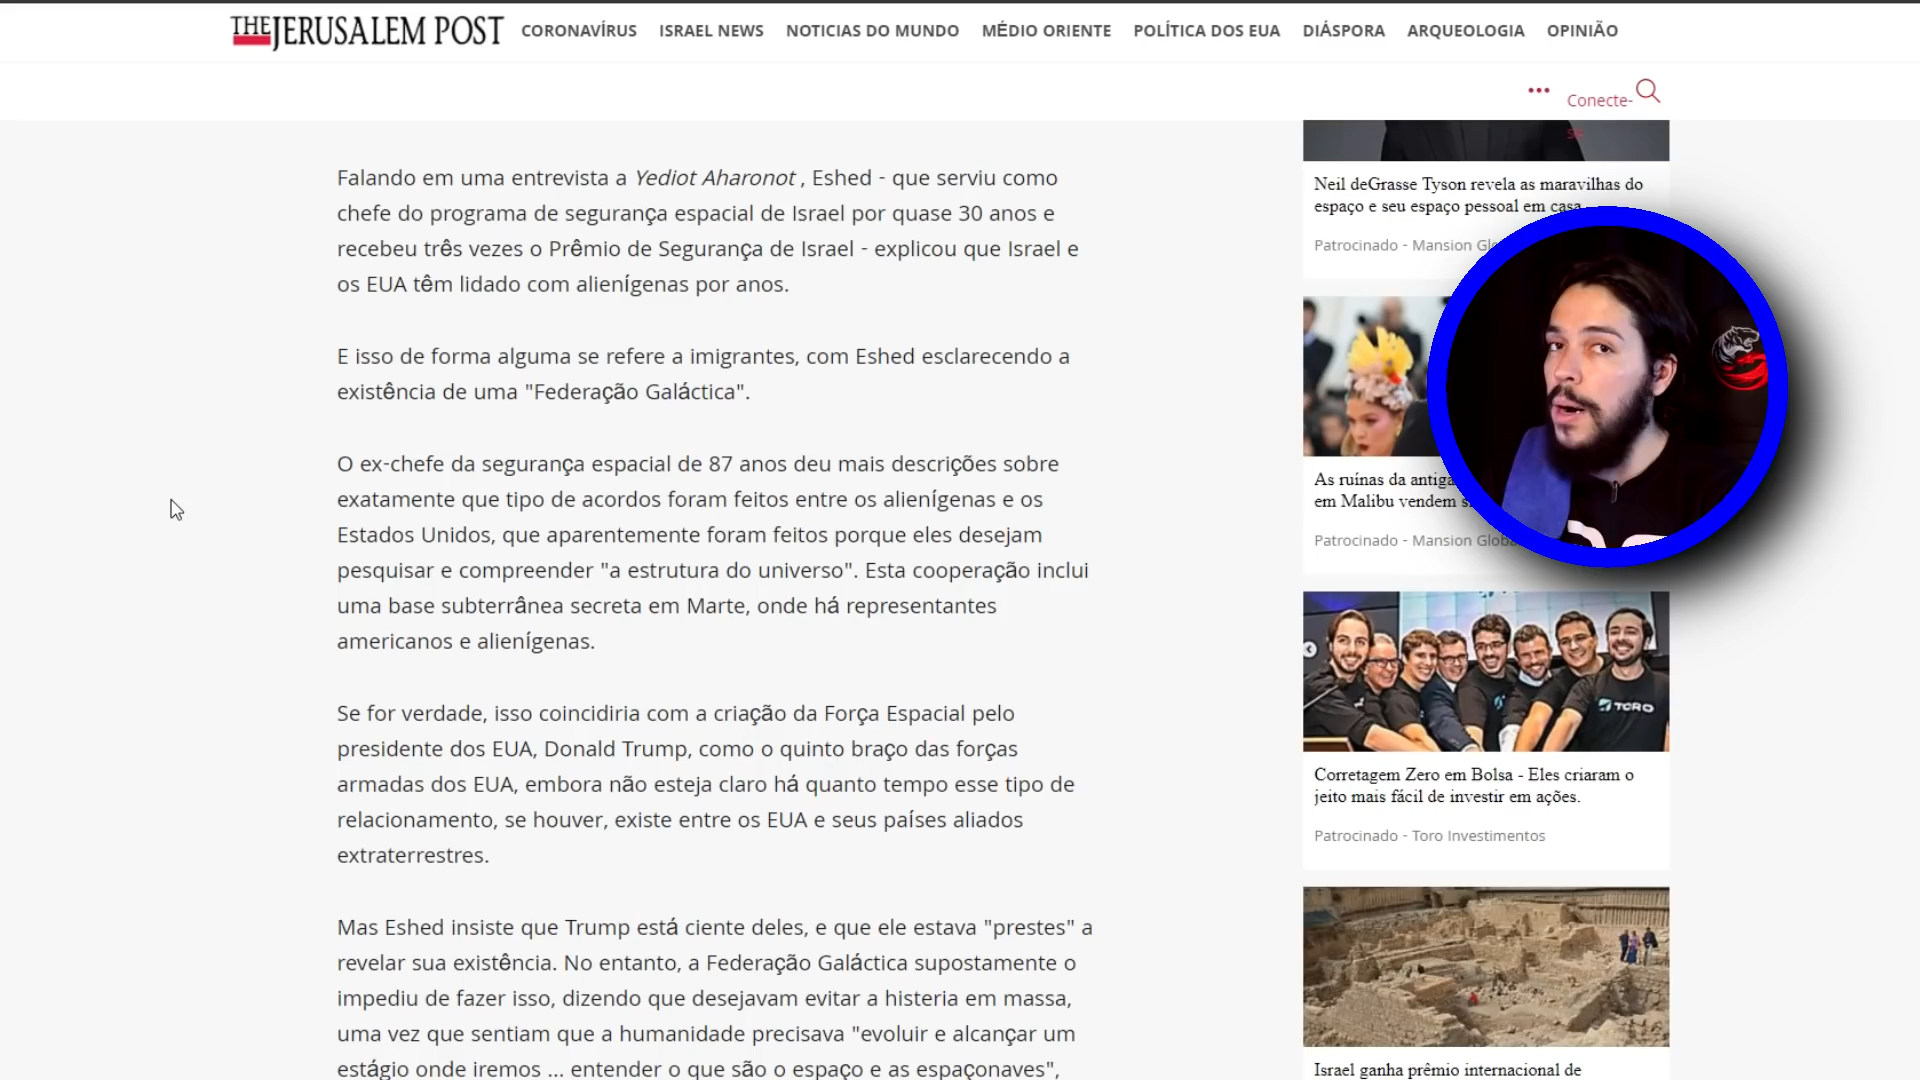 THE JERUSALEM POST
CORONAVÍRUS ISRAEL NEWS NOTICIAS DO MUNDO MÉDIO ORIENTE POLÍTICA DOS EUA DIÁSPORA ARQUEOLOGIA OPINIÃO
Conecte-
se
Falando em uma entrevista a Yediot Aharonot , Eshed - que serviu como
chefe do programa de segurança espacial de Israel por quase 30 anos e
recebeu três vezes o Prêmio de Segurança de Israel - explicou que Israel e
os EUA têm lidado com alienígenas por anos.
E isso de forma alguma se refere a imigrantes, com Eshed esclarecendo a
existência de uma "Federação Galáctica".
O ex-chefe da segurança espacial de 87 anos deu mais descrições sobre
exatamente que tipo de acordos foram feitos entre os alienígenas e os
Estados Unidos, que aparentemente foram feitos porque eles desejam
pesquisar e compreender "a estrutura do universo". Esta cooperação inclui
uma base subterrânea secreta em Marte, onde há representantes
americanos e alienígenas.
Se for verdade, isso coincidiria com a criação da Força Espacial pelo
presidente dos EUA, Donald Trump, como o quinto braço das forças
armadas dos EUA, embora não esteja claro há quanto tempo esse tipo de
relacionamento, se houver, existe entre os EUA e seus países aliados
extraterrestres.
Mas Eshed insiste que Trump está ciente deles, e que ele estava "prestes" a
revelar sua existência. No entanto, a Federação Galáctica supostamente o
impediu de fazer isso, dizendo que desejavam evitar a histeria em massa,
uma vez que sentiam que a humanidade precisava "evoluir e alcançar um
estágio onde iremos ... entender o que são o espaço e as espaçonaves",
Neil deGrasse Tyson revela as maravilhas do
espaço e seu espaço pessoal em casa
Patrocinado - Mansion
As ruínas da antiga
em Malibu vendem
Patrocinado - Mansion
TORO
Corretagem Zero em Bolsa - Eles criaram o
jeito mais fácil de investir em ações.
Patrocinado - Toro Investimentos
Israel ganha prêmio internacional de